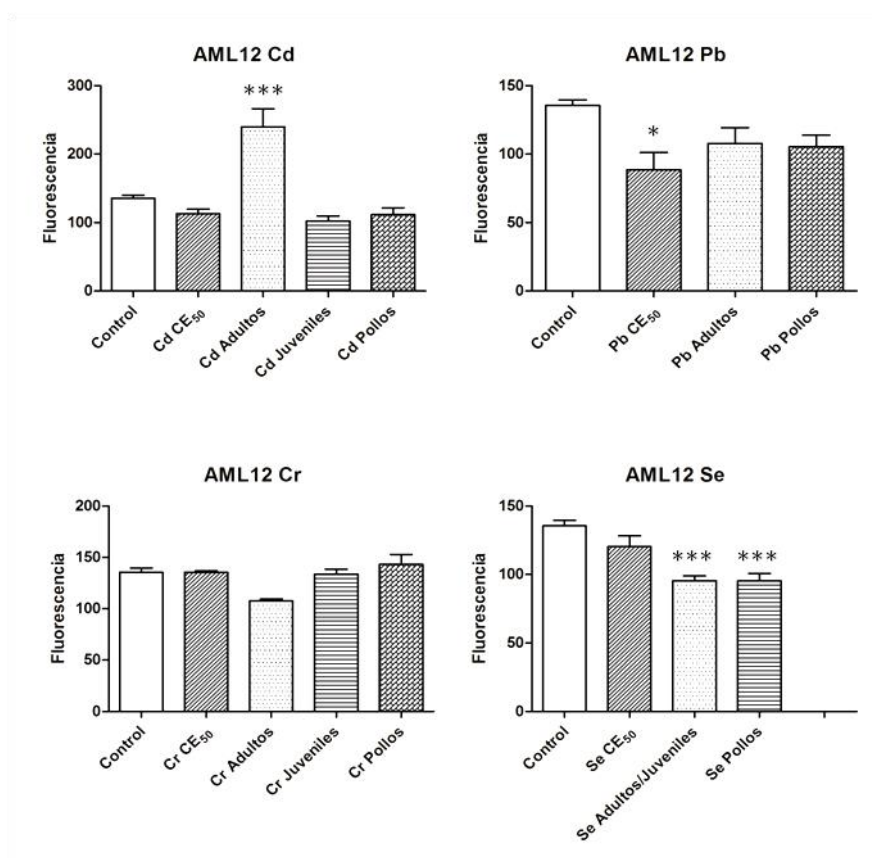 AML12 Cd
Fluorescencia
300
200
100
0
***
Control
Cd CE₅₀
Cd Adultos
Cd Juveniles
Cd Pollos
AML12 Pb
Fluorescencia
150
100
50
0
*
Control
Pb CE₅₀
Pb Adultos
Pb Pollos
AML12 Cr
Fluorescencia
200
150
100
50
0
Control
Cr CE₅₀
Cr Adultos
Cr Juveniles
Cr Pollos
AML12 Se
Fluorescencia
150
100
50
0
*** ***
Control
Se CE₅₀
Se Adultos/Juveniles
Se Pollos